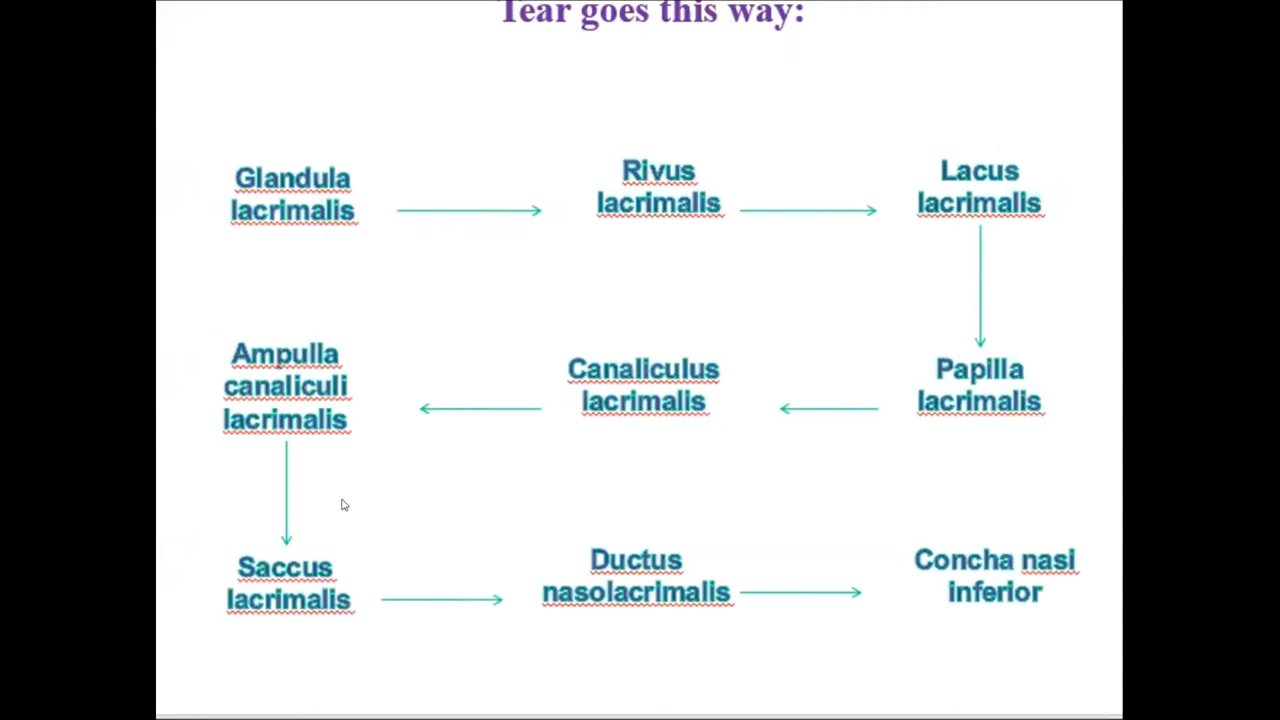 Tear goes this way:
Glandula
lacrimalis
Rivus
lacrimalis
Lacus
lacrimalis
Papilla
lacrimalis
Canaliculus
lacrimalis
Ampulla
canaliculi
lacrimalis
Saccus
lacrimalis
Ductus
nasolacrimalis
Concha nasi
inferior